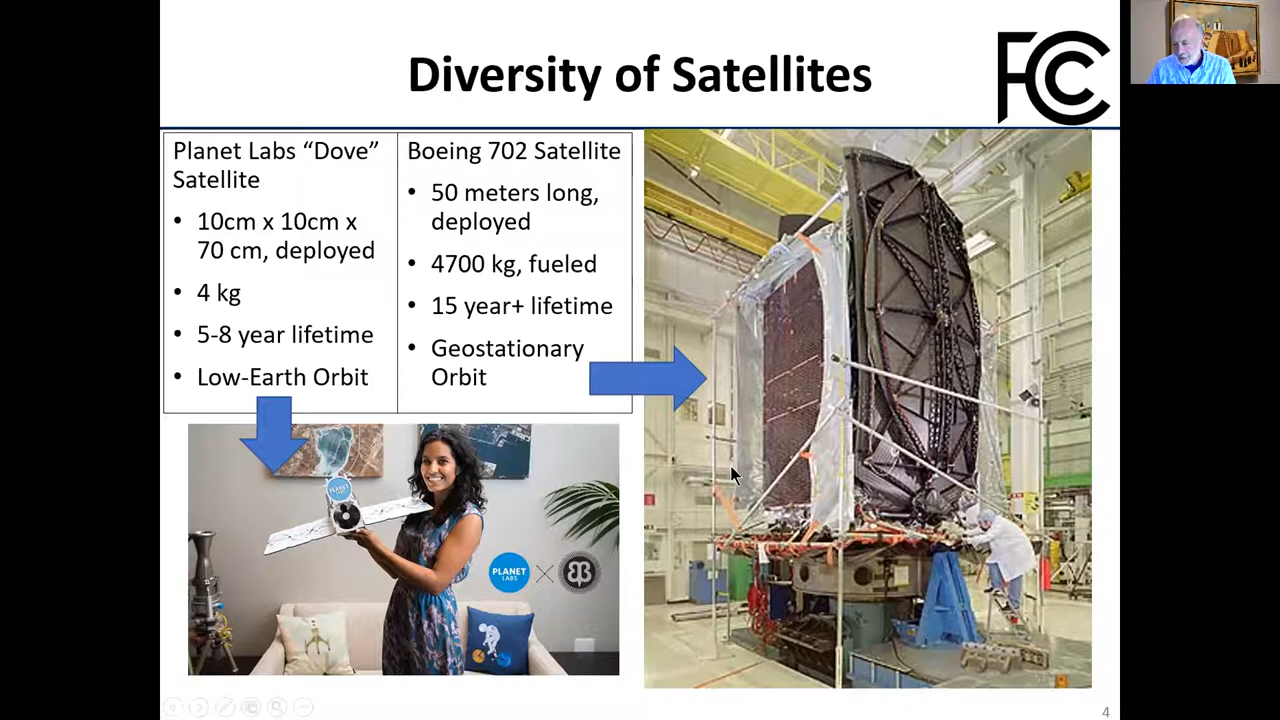 Diversity of Satellites
FCC
Planet Labs “Dove”
Satellite
• 10cm x 10cm x
70 cm, deployed
• 4 kg
• 5-8 year lifetime
• Low-Earth Orbit
Boeing 702 Satellite
• 50 meters long,
deployed
• 4700 kg, fueled
• 15 year+ lifetime
• Geostationary
Orbit
PLANET
LABS
PLANET
LABS
4